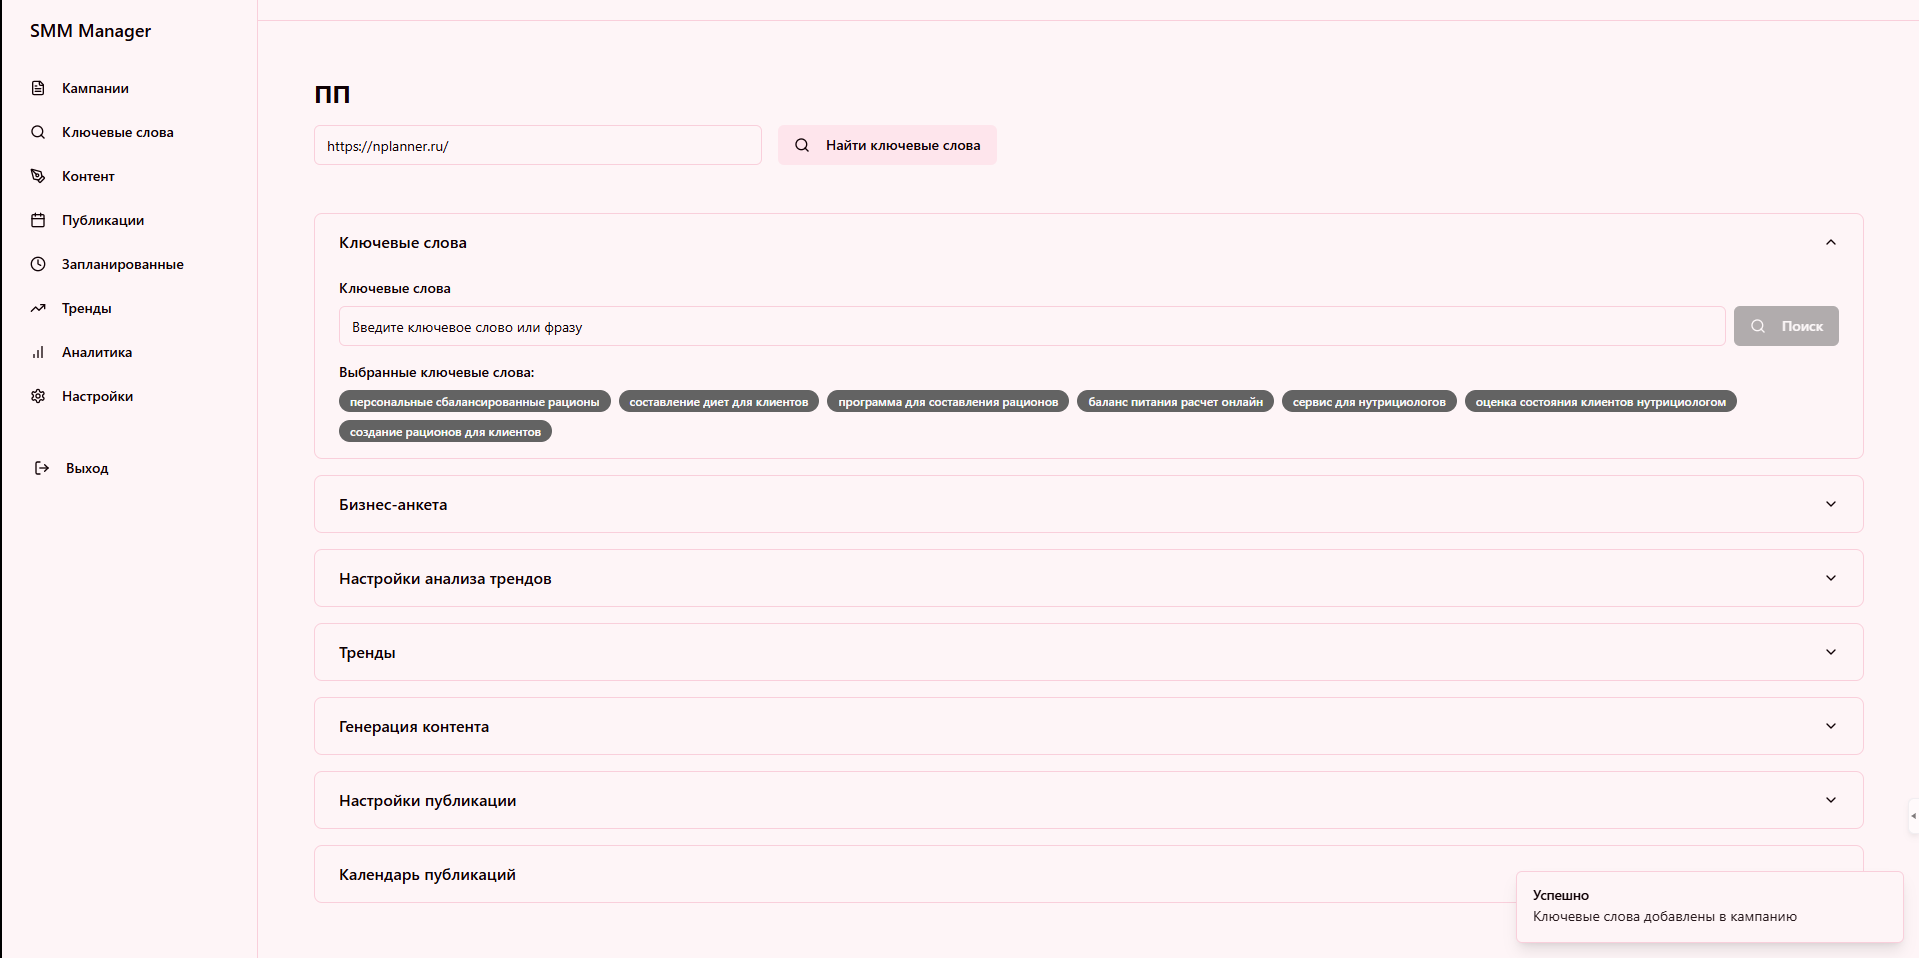 SMM Manager
Кампании
Ключевые слова
Контент
Публикации
Запланированные
Тренды
Аналитика
Настройки
Выход
ПП
https://nplanner.ru/
Найти ключевые слова
Ключевые слова
Ключевые слова
Введите ключевое слово или фразу
Поиск
Выбранные ключевые слова:
персональные сбалансированные рационы составление диет для клиентов программа для составления рационов баланс питания расчет онлайн сервис для нутрициологов оценка состояния клиентов нутрициологом
создание рационов для клиентов
Бизнес-анкета
Настройки анализа трендов
Тренды
Генерация контента
Настройки публикации
Календарь публикаций
Успешно
Ключевые слова добавлены в кампанию